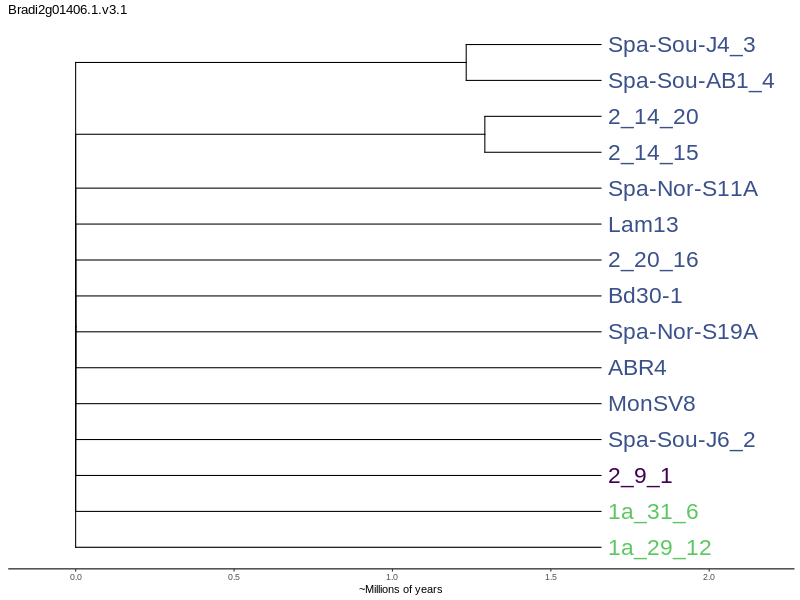 Bradi2g01406.1.v3.1
Spa-Sou-J4_3
Spa-Sou-AB1_4
2_14_20
2_14_15
Spa-Nor-S11A
Lam13
2_20_16
Bd30-1
Spa-Nor-S19A
ABR4
MonSV8
Spa-Sou-J6_2
2_9_1
1a_31_6
1a_29_12
0.0 0.5 1.0 1.5 2.0
~Millions of years